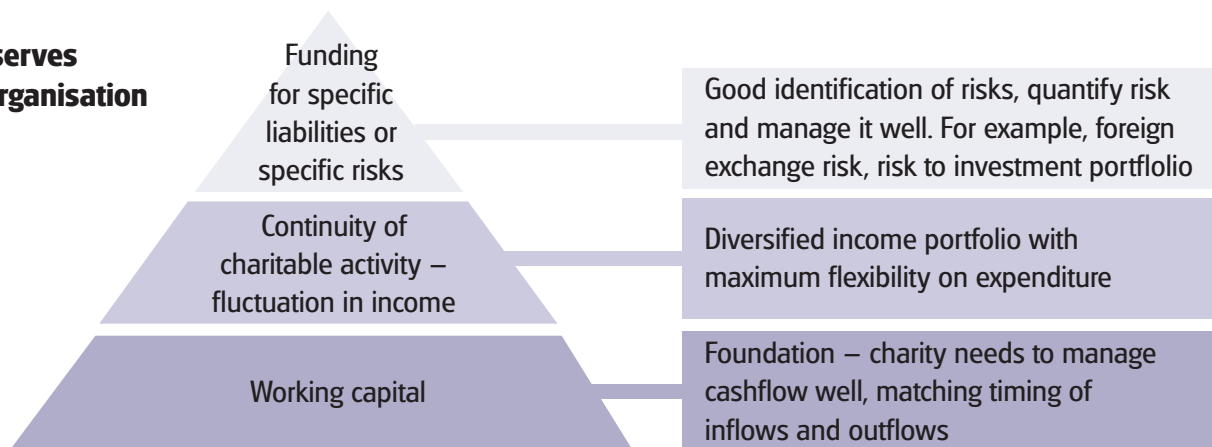 serves
rganisation
Funding
for specific
liabilities or
specific risks
Good identification of risks, quantify risk
and manage it well. For example, foreign
exchange risk, risk to investment portflolio
Continuity of
charitable activity –
fluctuation in income
Diversified income portfolio with
maximum flexibility on expenditure
Working capital
Foundation – charity needs to manage
cashflow well, matching timing of
inflows and outflows